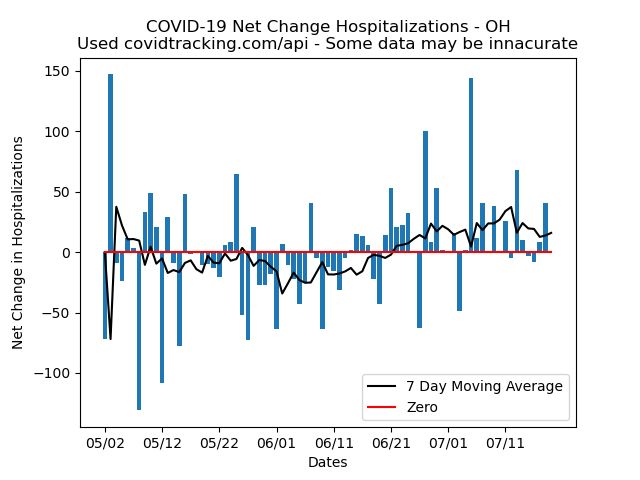 COVID-19 Net Change Hospitalizations - OH
Used covidtracking.com/api - Some data may be innacurate
Net Change in Hospitalizations
150
100
50
0
−50
−100
7 Day Moving Average
Zero
05/02 05/12 05/22 06/01 06/11 06/21 07/01 07/11
Dates